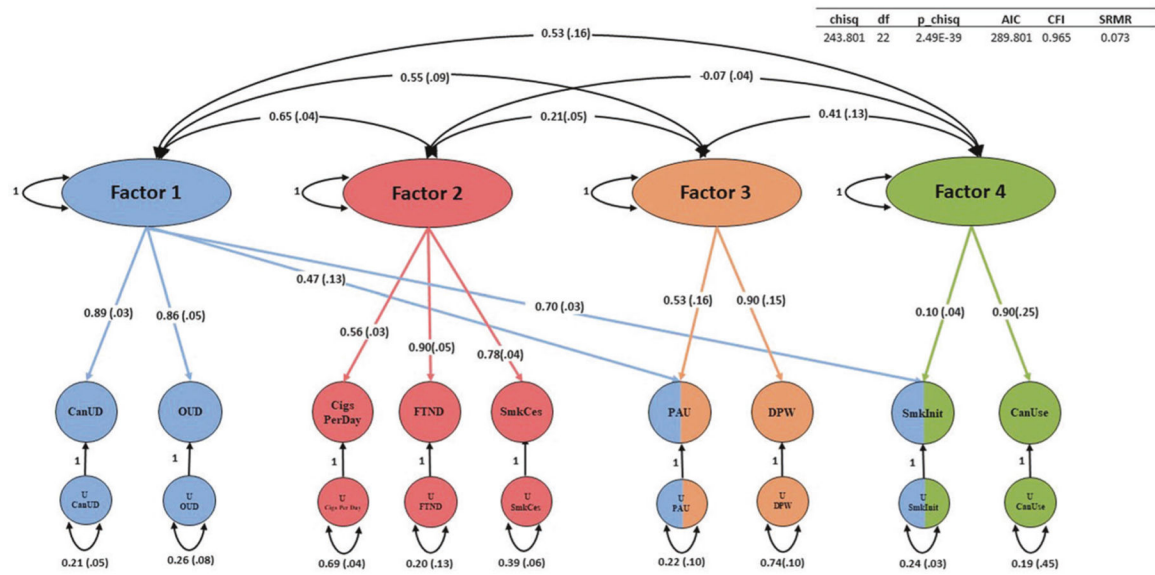 chisq df p_chisq AIC CFI SRMR
243.801 22 2.49E-39 289.801 0.965 0.073
0.53 (.16)
0.55 (.09)
-0.07 (.04)
0.65 (.04)
0.21(.05)
0.41 (.13)
1
Factor 1
1
Factor 2
1
Factor 3
1
Factor 4
0.47 (.13)
0.70 (.03)
0.89 (.03)
0.86 (.05)
0.56 (.03)
0.90(.05)
0.78(.04)
0.53 (.16)
0.90 (.15)
0.10 (.04)
0.90(.25)
CanUD
OUD
Cigs
PerDay
FTND
SmkCes
PAU
DPW
SmkInit
CanUse
1
1
1
1
1
1
1
1
1
U
CanUD
U
OUD
U
Cigs Per Day
U
FTND
U
SmkCes
U
PAU
U
DPW
U
SmkInit
U
CanUse
0.21 (.05)
0.26 (.08)
0.69 (.04)
0.20 (.13)
0.39 (.06)
0.22 (.10)
0.74(.10)
0.24 (.03)
0.19 (.45)